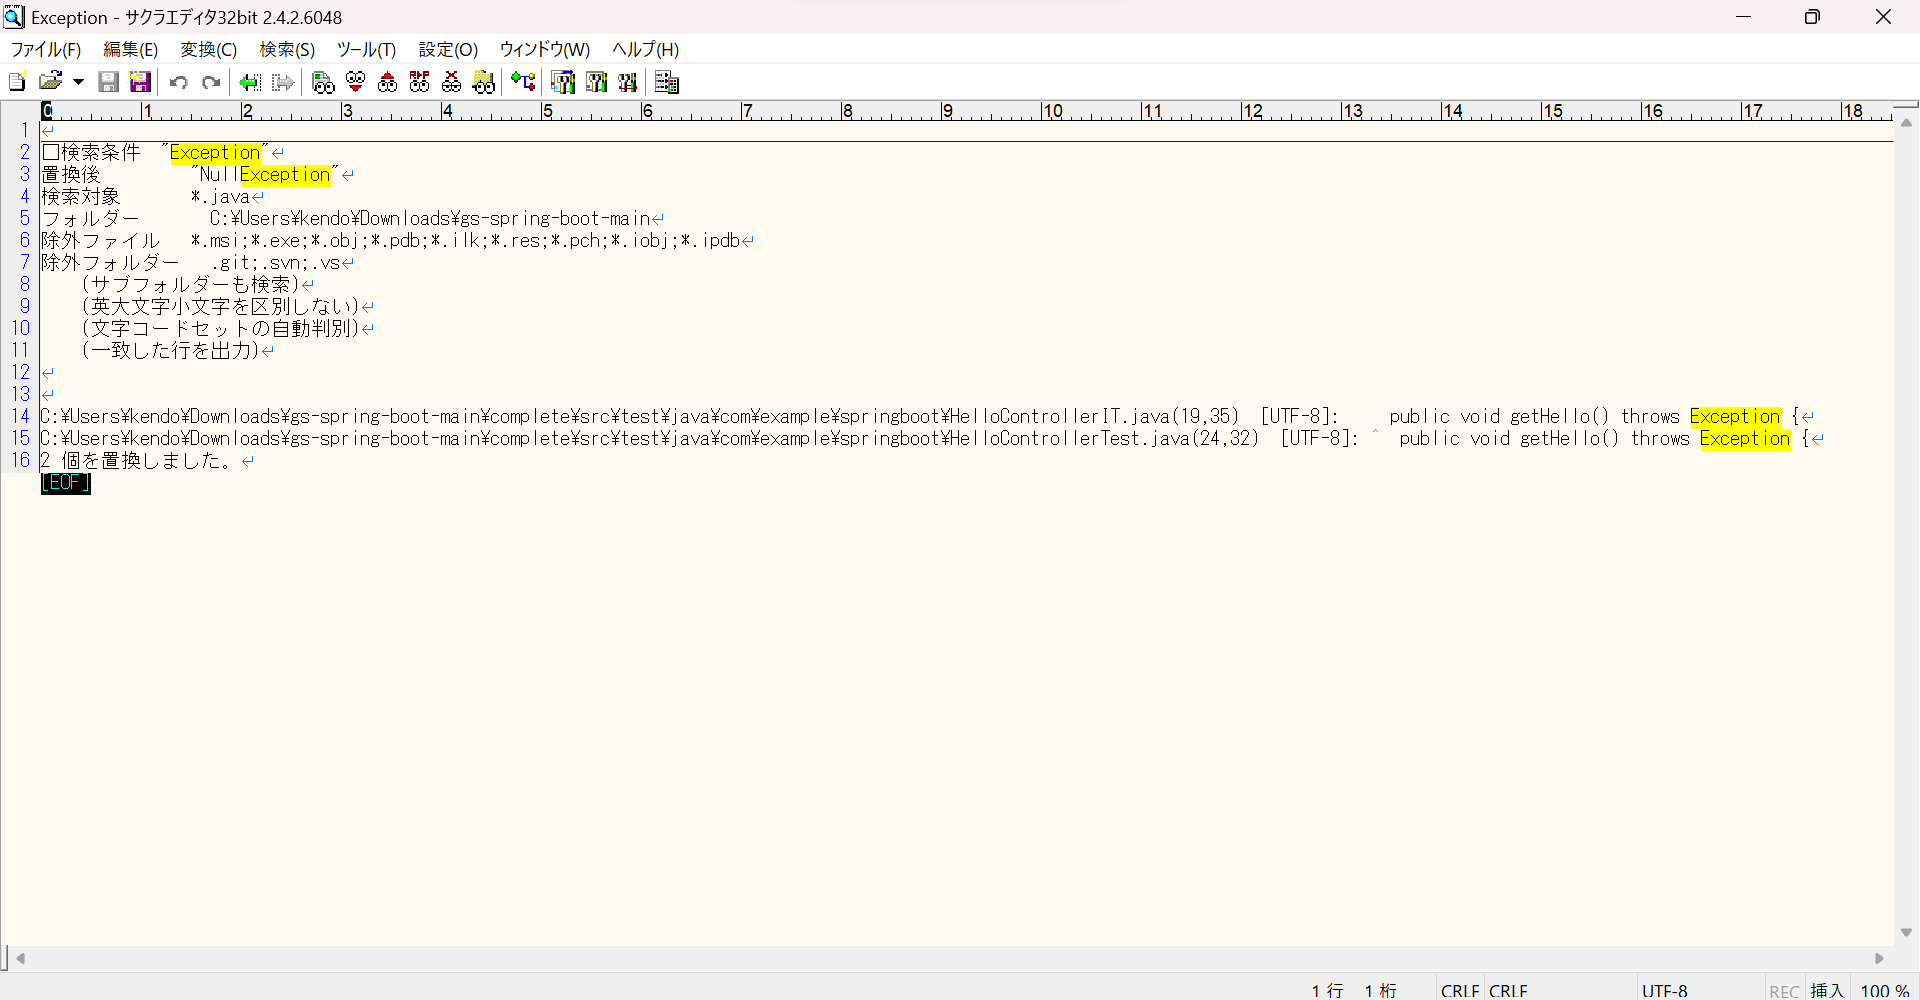 Exception - サクラエディタ32bit 2.4.2.6048
ファイル(F) 編集(E) 変換(C) 検索(S) ツール(T) 設定(O) ウィンドウ(W) ヘルプ(H)
0 1 2 3 4 5 6 7 8 9 10 11 12 13 14 15 16 17 18
1 ↵
2 □検索条件 "Exception"↵
3 置換後 "NullException"↵
4 検索対象 *.java↵
5 フォルダー C:¥Users¥kendo¥Downloads¥gs-spring-boot-main↵
6 除外ファイル *.msi;*.exe;*.obj;*.pdb;*.ilk;*.res;*.pch;*.iobj;*.ipdb↵
7 除外フォルダー .git;.svn;.vs↵
8 (サブフォルダーも検索)↵
9 (英大文字小文字を区別しない)↵
10 (文字コードセットの自動判別)↵
11 (一致した行を出力)↵
12 ↵
13 ↵
14 C:¥Users¥kendo¥Downloads¥gs-spring-boot-main¥complete¥src¥test¥java¥com¥example¥springboot¥HelloControllerIT.java(19,35) [UTF-8]: public void getHello() throws Exception {↵
15 C:¥Users¥kendo¥Downloads¥gs-spring-boot-main¥complete¥src¥test¥java¥com¥example¥springboot¥HelloControllerTest.java(24,32) [UTF-8]: ^ public void getHello() throws Exception {↵
16 2 個を置換しました。↵
[EOF]
1 行 1 桁 CRLF CRLF UTF-8 REC 挿入 100 %